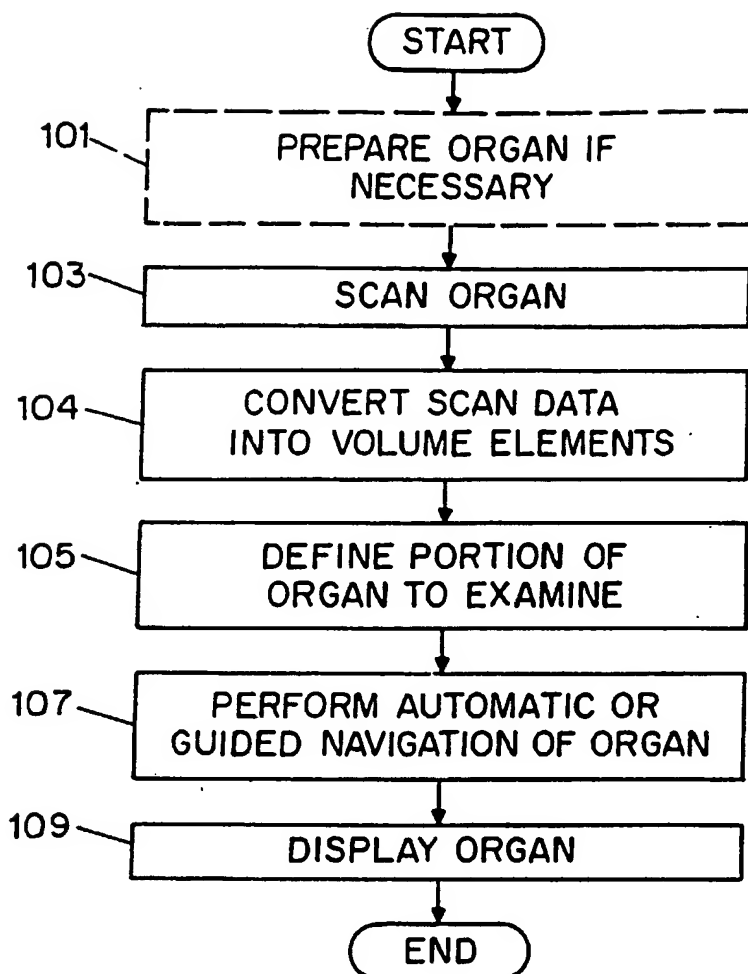 START
101
PREPARE ORGAN IF
NECESSARY
103
SCAN ORGAN
104
CONVERT SCAN DATA
INTO VOLUME ELEMENTS
105
DEFINE PORTION OF
ORGAN TO EXAMINE
107
PERFORM AUTOMATIC OR
GUIDED NAVIGATION OF ORGAN
109
DISPLAY ORGAN
END